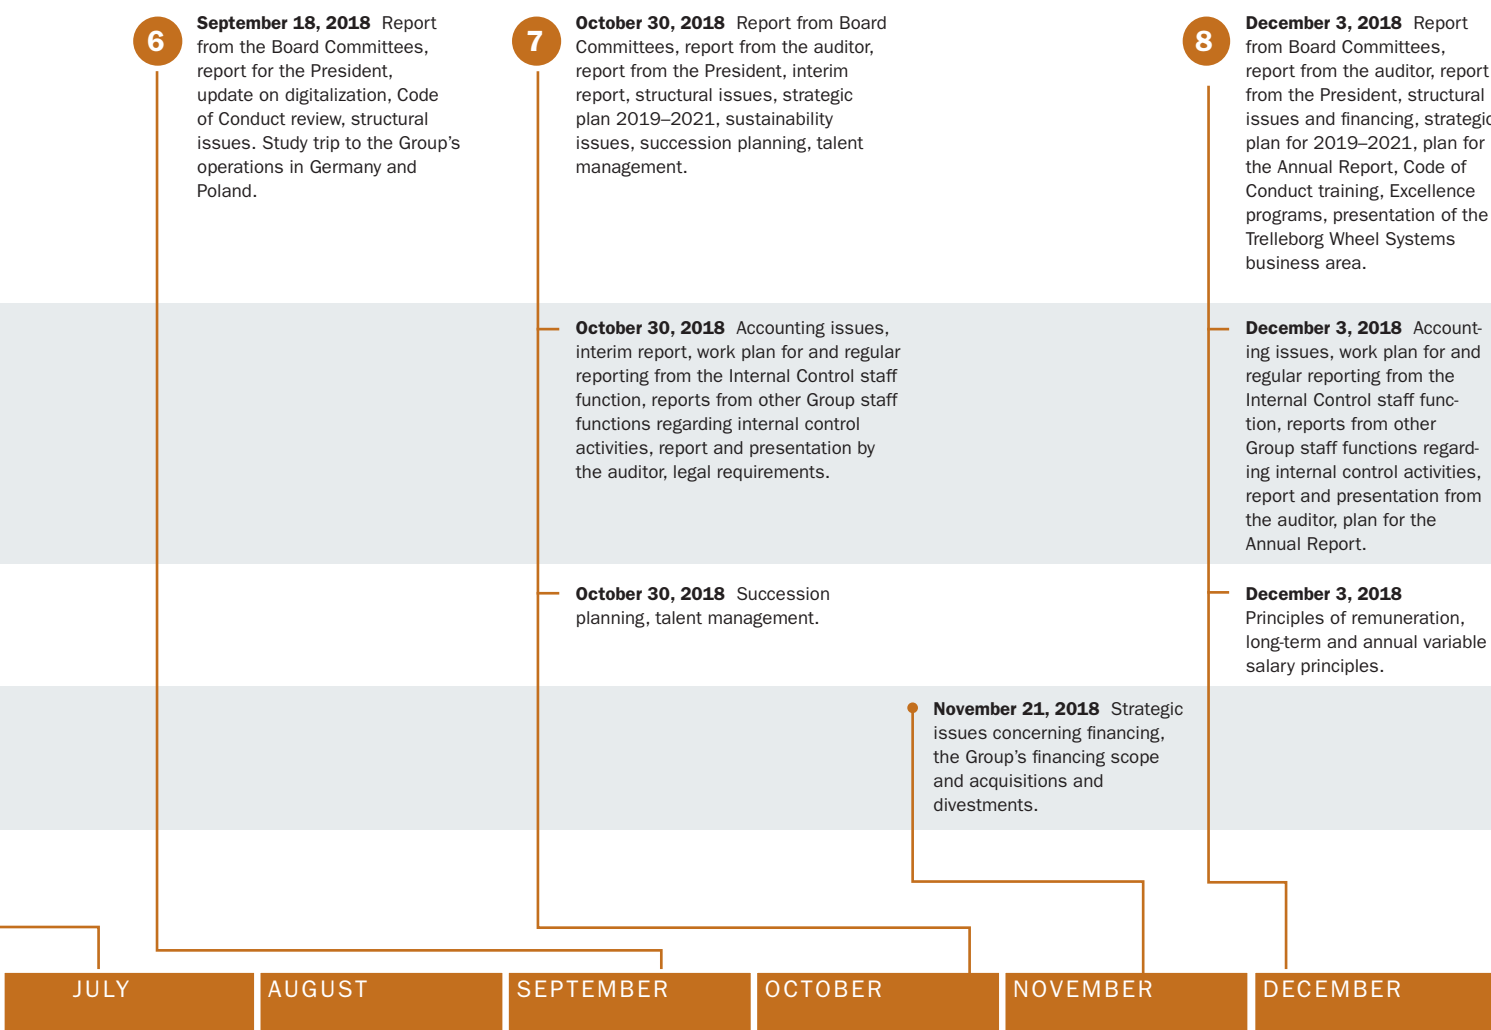 6
September 18, 2018 Report
from the Board Committees,
report for the President,
update on digitalization, Code
of Conduct review, structural
issues. Study trip to the Group’s
operations in Germany and
Poland.
7
October 30, 2018 Report from Board
Committees, report from the auditor,
report from the President, interim
report, structural issues, strategic
plan 2019–2021, sustainability
issues, succession planning, talent
management.
8
December 3, 2018 Report
from Board Committees,
report from the auditor, report
from the President, structural
issues and financing, strategic
plan for 2019–2021, plan for
the Annual Report, Code of
Conduct training, Excellence
programs, presentation of the
Trelleborg Wheel Systems
business area.
October 30, 2018 Accounting issues,
interim report, work plan for and regular
reporting from the Internal Control staff
function, reports from other Group staff
functions regarding internal control
activities, report and presentation by
the auditor, legal requirements.
December 3, 2018 Account-
ing issues, work plan for and
regular reporting from the
Internal Control staff func-
tion, reports from other
Group staff functions regard-
ing internal control activities,
report and presentation from
the auditor, plan for the
Annual Report.
October 30, 2018 Succession
planning, talent management.
December 3, 2018
Principles of remuneration,
long-term and annual variable
salary principles.
November 21, 2018 Strategic
issues concerning financing,
the Group’s financing scope
and acquisitions and
divestments.
JULY
AUGUST
SEPTEMBER
OCTOBER
NOVEMBER
DECEMBER